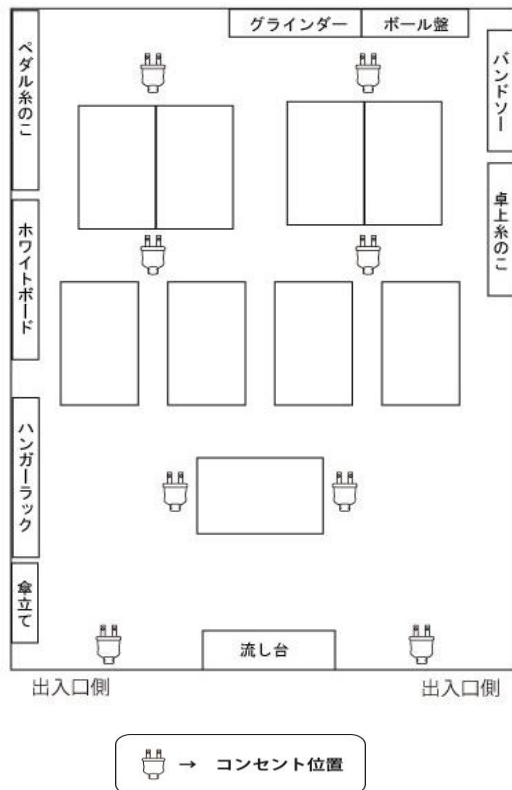 グラインダー
ボール盤
ペダル糸のこ
バンドソー
ホワイトボード
卓上糸のこ
ハンガーラック
傘立て
流し台
出入口側
出入口側
→ コンセント位置